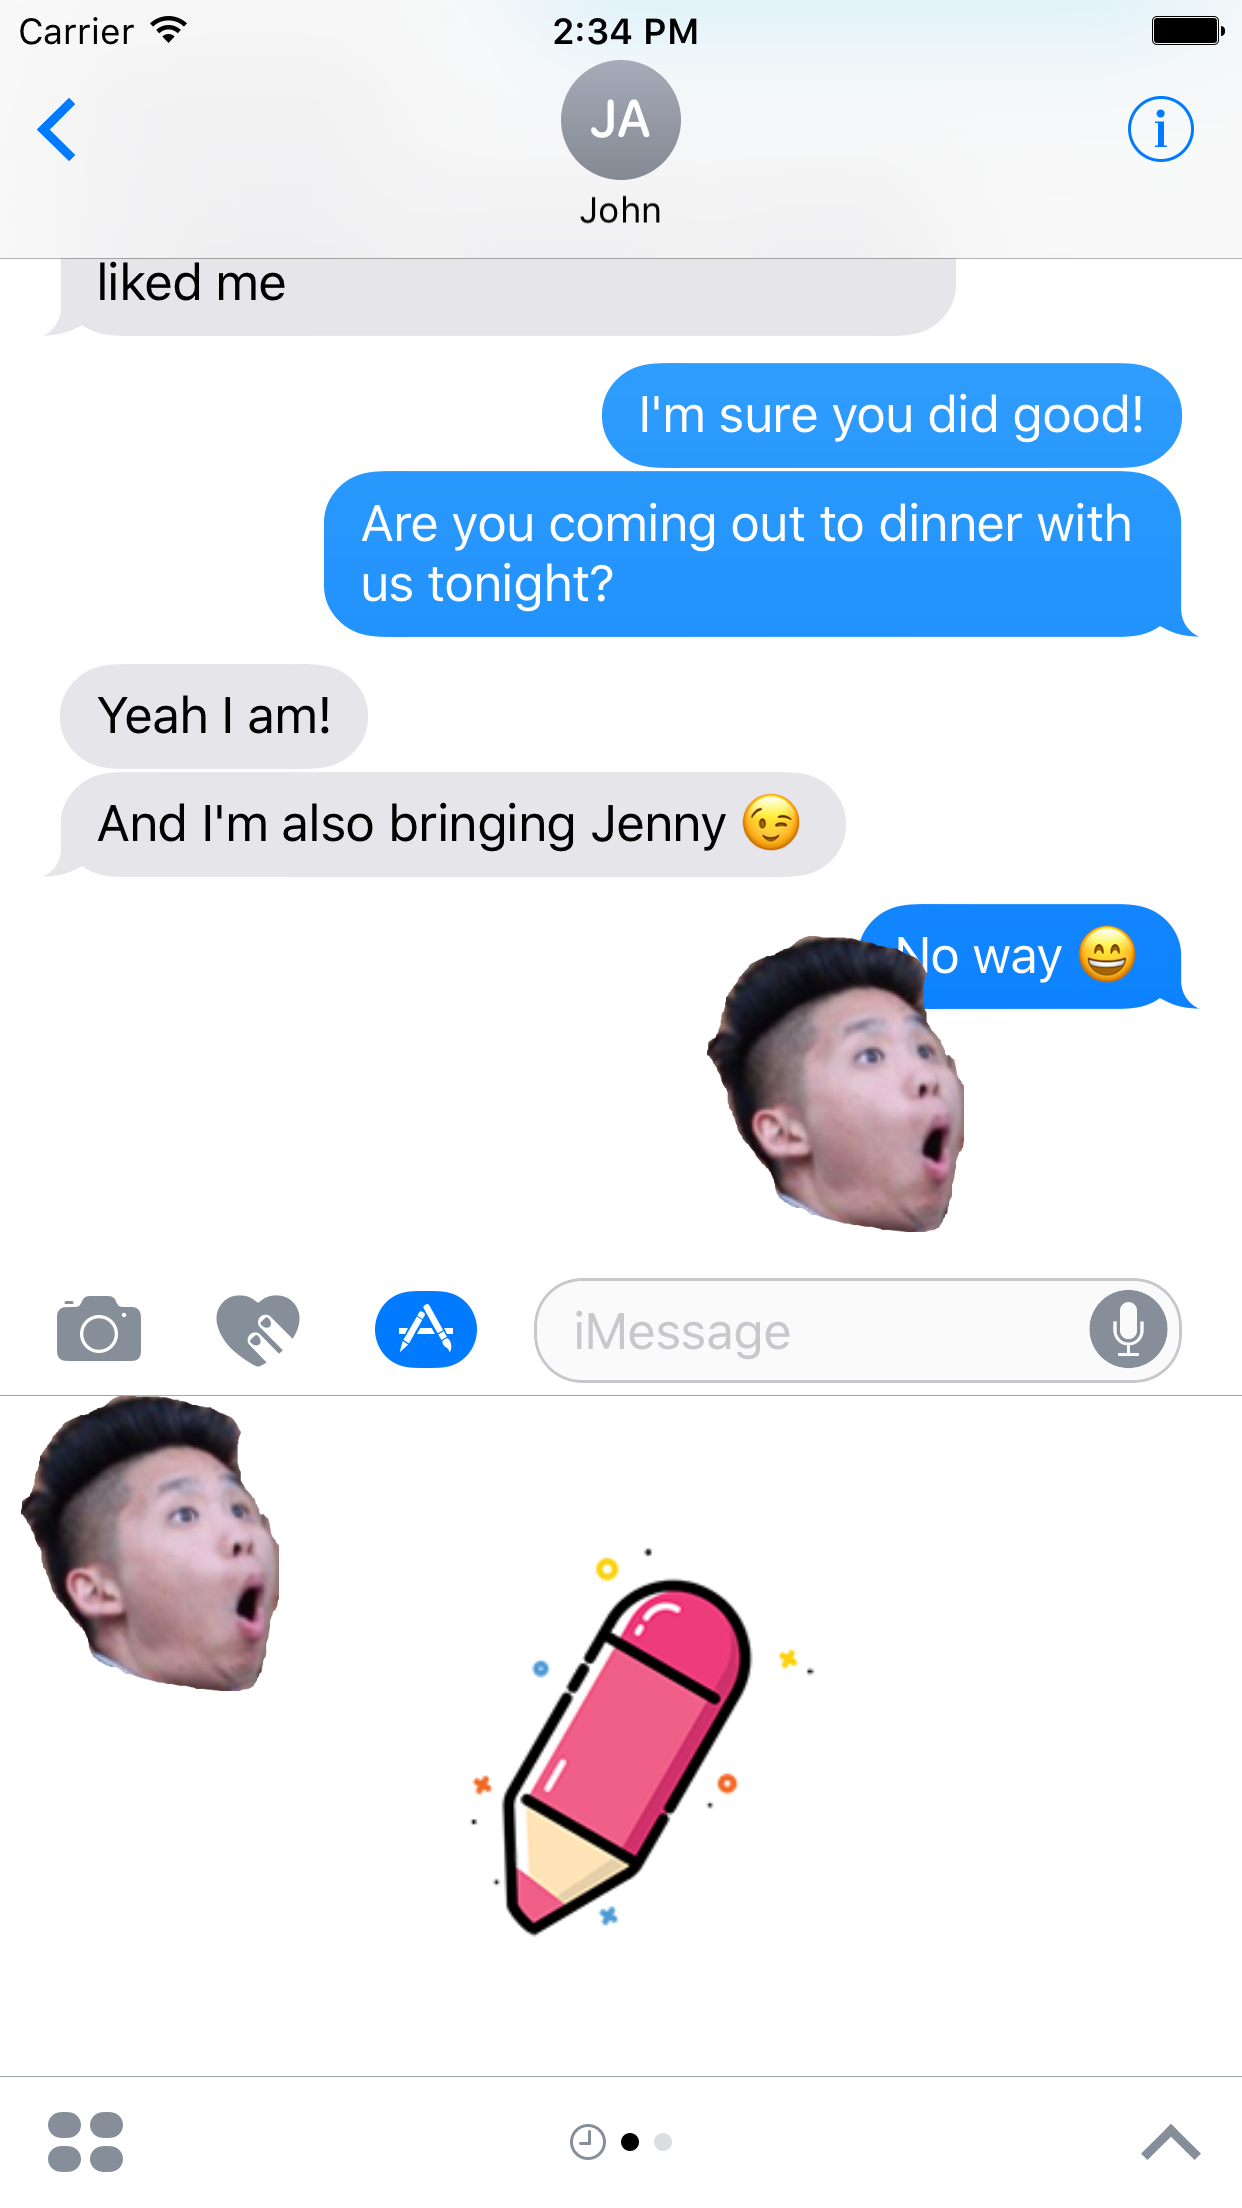 Carrier
2:34 PM
JA
John
liked me
I'm sure you did good!
Are you coming out to dinner with
us tonight?
Yeah I am!
And I'm also bringing Jenny 😉
No way 😄
iMessage